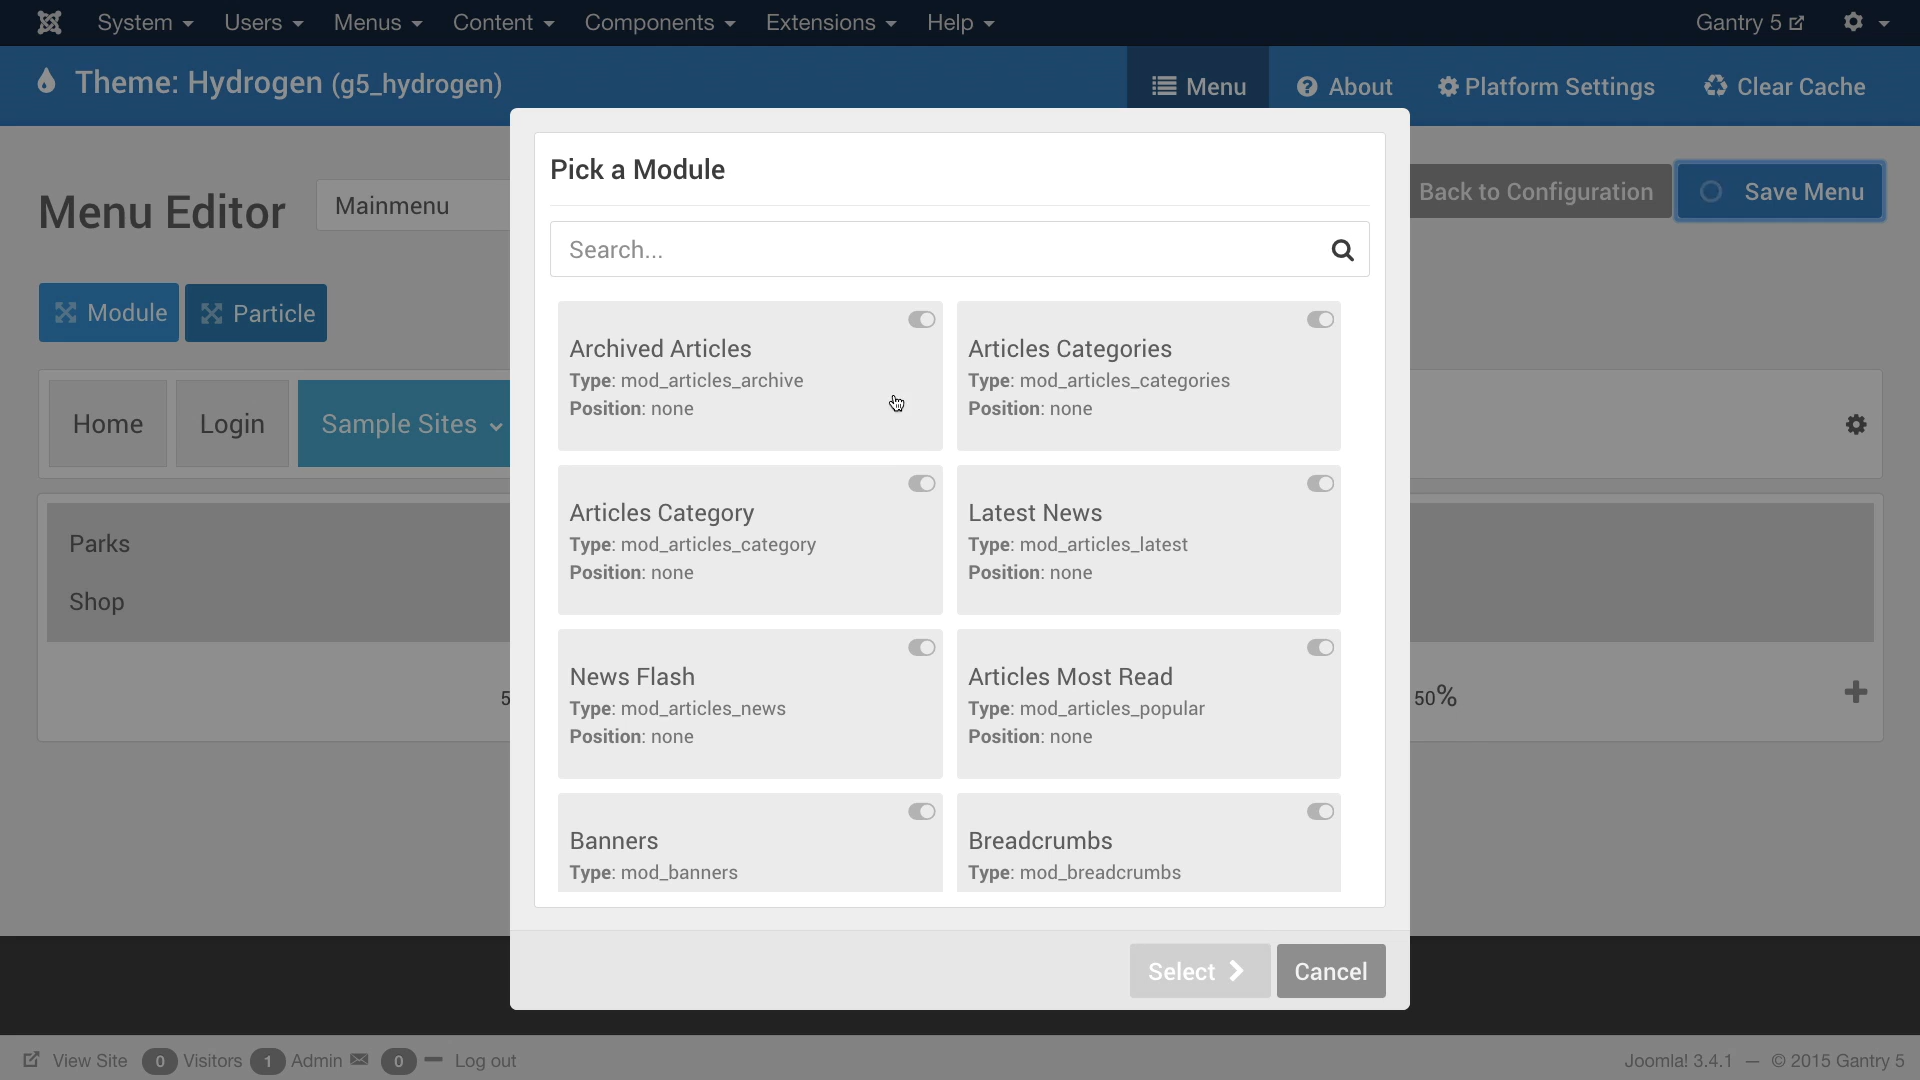 System Users Menus Content Components Extensions Help Gantry 5
Theme: Hydrogen (g5_hydrogen) Menu About Platform Settings Clear Cache
Menu Editor Mainmenu Back to Configuration Save Menu
Module Particle
Home Login Sample Sites
Parks
Shop
5
50%
Pick a Module
Search...
Archived Articles
Type: mod_articles_archive
Position: none
Articles Categories
Type: mod_articles_categories
Position: none
Articles Category
Type: mod_articles_category
Position: none
Latest News
Type: mod_articles_latest
Position: none
News Flash
Type: mod_articles_news
Position: none
Articles Most Read
Type: mod_articles_popular
Position: none
Banners
Type: mod_banners
Breadcrumbs
Type: mod_breadcrumbs
Select Cancel
View Site 0 Visitors 1 Admin 0 Log out Joomla! 3.4.1 — © 2015 Gantry 5